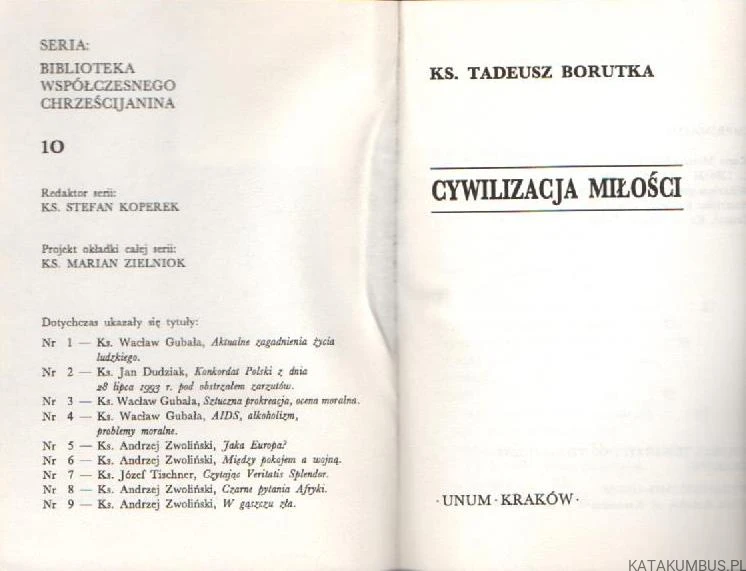 SERIA:
BIBLIOTEKA
WSPÓŁCZESNEGO
CHRZEŚCIJANINA
10
Redaktor serii:
KS. STEFAN KOPEREK
Projekt okładki całej serii:
KS. MARIAN ZIELNIOK
Dotychczas ukazały się tytuły:
Nr 1 — Ks. Wacław Gubała, Aktualne zagadnienia życia
ludzkiego.
Nr 2 — Ks. Jan Dudziak, Konkordat Polski z dnia
28 lipca 1993 r. pod obstrzałem zarzutów.
Nr 3 — Ks. Wacław Gubała, Sztuczna prokreacja, ocena moralna.
Nr 4 — Ks. Wacław Gubała, AIDS, alkoholizm,
problemy moralne.
Nr 5 — Ks. Andrzej Zwoliński, Jaka Europa?
Nr 6 — Ks. Andrzej Zwoliński, Między pokojem a wojną.
Nr 7 — Ks. Józef Tischner, Czytając Veritatis Splendor.
Nr 8 — Ks. Andrzej Zwoliński, Czarne pytania Afryki.
Nr 9 — Ks. Andrzej Zwoliński, W gąszczu zła.
KS. TADEUSZ BORUTKA
CYWILIZACJA MIŁOŚCI
· UNUM · KRAKÓW ·
KATAKUMBUS.PL